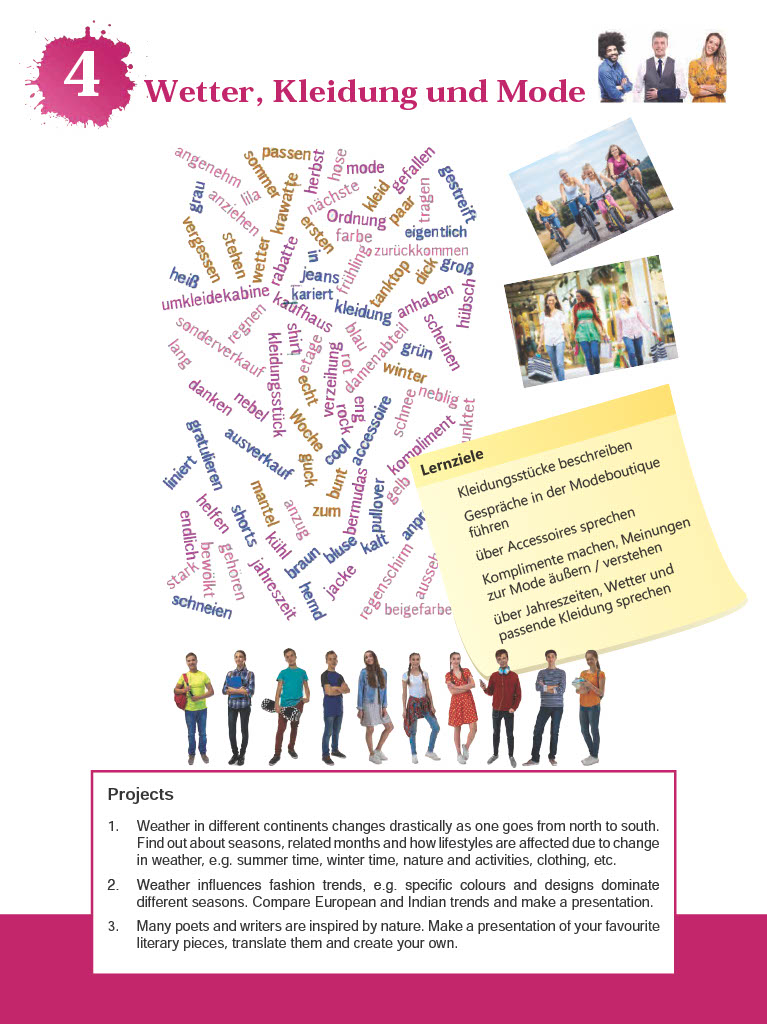 4
Wetter, Kleidung und Mode
angenehm
sommer
passen
herbst
hose
mode
gefallen
gestreift
grau
lila
anziehen
krawatte
nächste
kleid
paar
tragen
vergessen
stehen
wetter
rabatte
ersten
Ordnung
farbe
eigentlich
zurückkommen
heiß
in
jeans
frühling
tanktop
dick
groß
umkleidekabine
kariert
kaufhaus
kleidung
anhaben
hübsch
sonderverkauf
regnen
shirt
etage
blau
damenabteil
scheinen
lang
kleidungsstück
verzeihung
rot
grün
winter
danken
nebel
echt
rock
eng
accessoire
schnee
neblig
unktet
gratulieren
ausverkauf
Woche
cool
kompliment
liniert
guck
bunt
bermudas
pullover
gelb
helfen
shorts
mantel
anzug
zum
anpr
endlich
bewölkt
gehören
kühl
braun
bluse
kalt
stark
jahreszeit
hemd
jacke
regenschirm
ausseh
schneien
beigefarbe
Lernziele
Kleidungsstücke beschreiben
Gespräche in der Modeboutique
führen
über Accessoires sprechen
Komplimente machen, Meinungen
zur Mode äußern / verstehen
über Jahreszeiten, Wetter und
passende Kleidung sprechen
Projects
1. Weather in different continents changes drastically as one goes from north to south.
Find out about seasons, related months and how lifestyles are affected due to change
in weather, e.g. summer time, winter time, nature and activities, clothing, etc.
2. Weather influences fashion trends, e.g. specific colours and designs dominate
different seasons. Compare European and Indian trends and make a presentation.
3. Many poets and writers are inspired by nature. Make a presentation of your favourite
literary pieces, translate them and create your own.